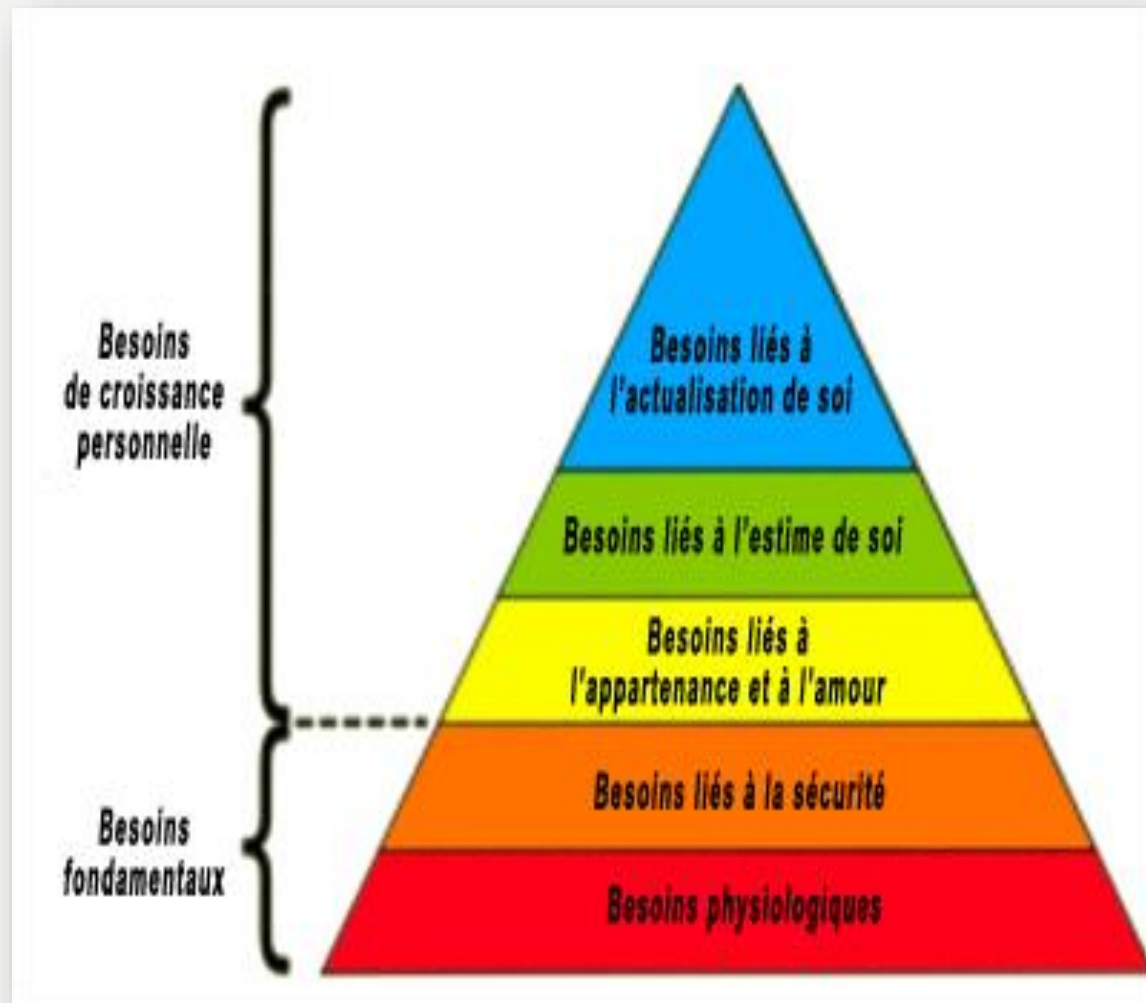 Besoins
de croissance
personnelle
Besoins liés à
l'actualisation de soi
Besoins liés à l'estime de soi
Besoins liés à
l'appartenance et à l'amour
Besoins liés à la sécurité
Besoins
fondamentaux
Besoins physiologiques